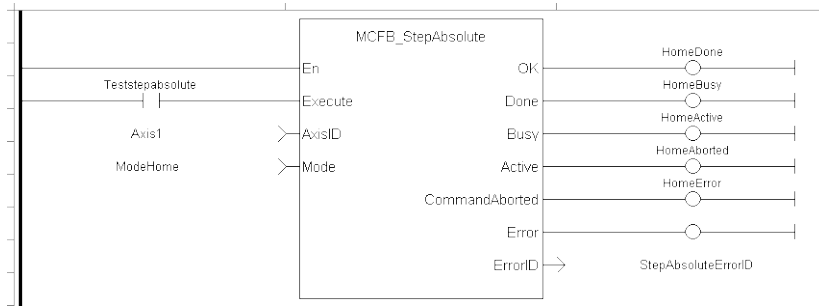 MCFB_StepAbsolute
HomeDone
En OK
Teststepabsolute HomeBusy
Execute Done
HomeActive
Axis1 AxisID Busy
HomeAborted
ModeHome Mode Active
HomeError
CommandAborted
Error
ErrorID StepAbsoluteErrorID